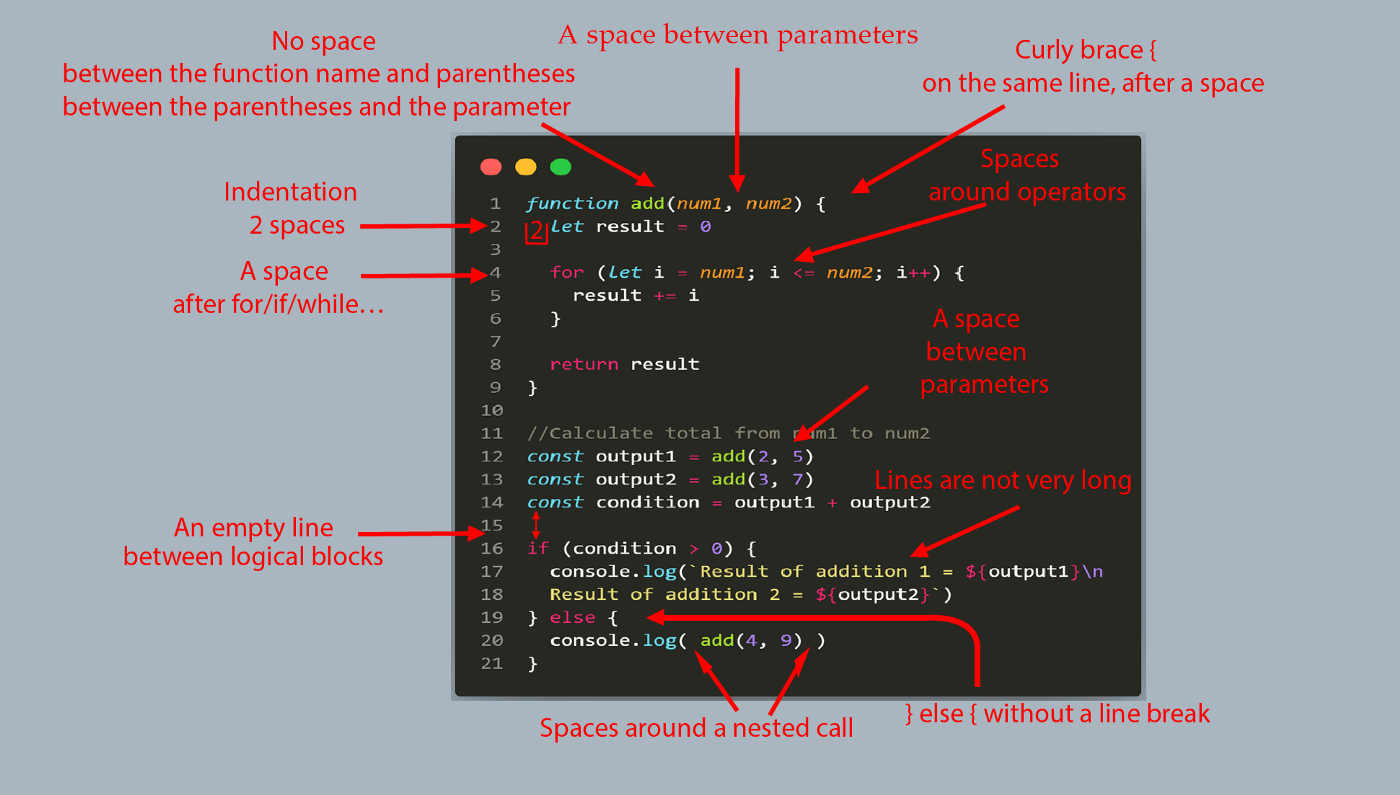 No space
between the function name and parentheses
between the parentheses and the parameter
A space between parameters
Curly brace {
on the same line, after a space
Spaces
around operators
Indentation
2 spaces
A space
after for/if/while…
A space
between
parameters
Lines are not very long
An empty line
between logical blocks
1 function add(num1, num2) {
2 2 let result = 0
3
4   for (let i = num1; i <= num2; i++) {
5     result += i
6   }
7
8   return result
9 }
10
11 //Calculate total from num1 to num2
12 const output1 = add(2, 5)
13 const output2 = add(3, 7)
14 const condition = output1 + output2
15
16 if (condition > 0) {
17   console.log(`Result of addition 1 = ${output1}\n
18   Result of addition 2 = ${output2}`)
19 } else {
20   console.log( add(4, 9) )
21 }
Spaces around a nested call
} else { without a line break